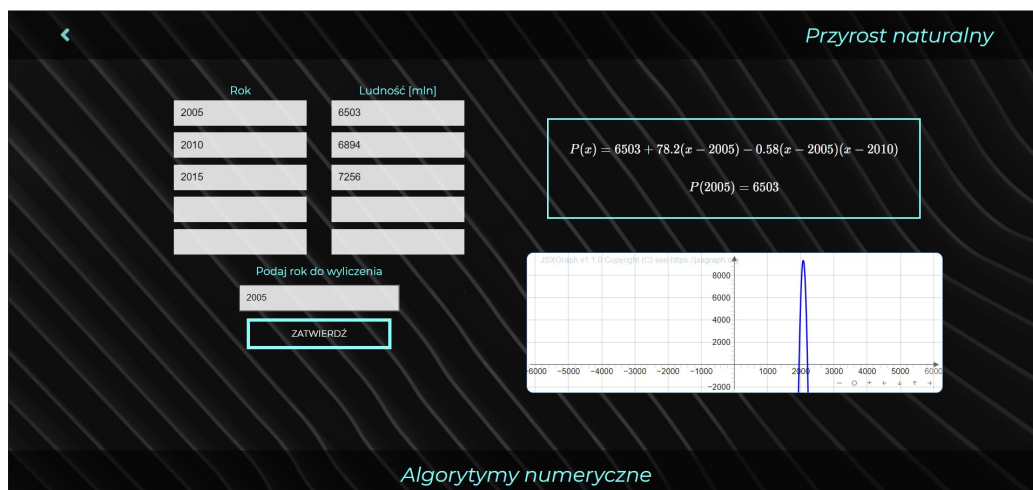 Przyrost naturalny
Rok Ludność [mln]
2005 6503
2010 6894
2015 7256
Podaj rok do wyliczenia
2005
ZATWIERDŹ
P(x) = 6503 + 78.2(x − 2005) − 0.58(x − 2005)(x − 2010)
P(2005) = 6503
JSXGraph v1.1.0 Copyright (C) see https://jsxgraph.org
8000
6000
4000
2000
-6000 −5000 −4000 −3000 −2000 −1000 1000 2000 3000 4000 5000 6000
−2000
− o + ← ↓ ↑ →
Algorytymy numeryczne